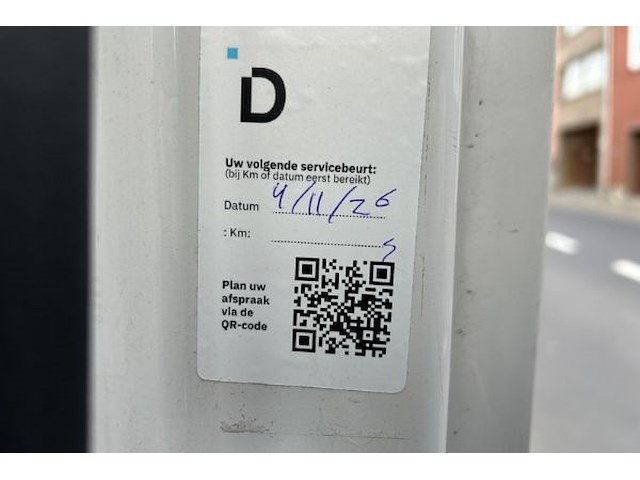 D
Uw volgende servicebeurt:
(bij Km of datum eerst bereikt)
Datum 4/11/26
: Km:
Plan uw
afspraak
via de
QR-code